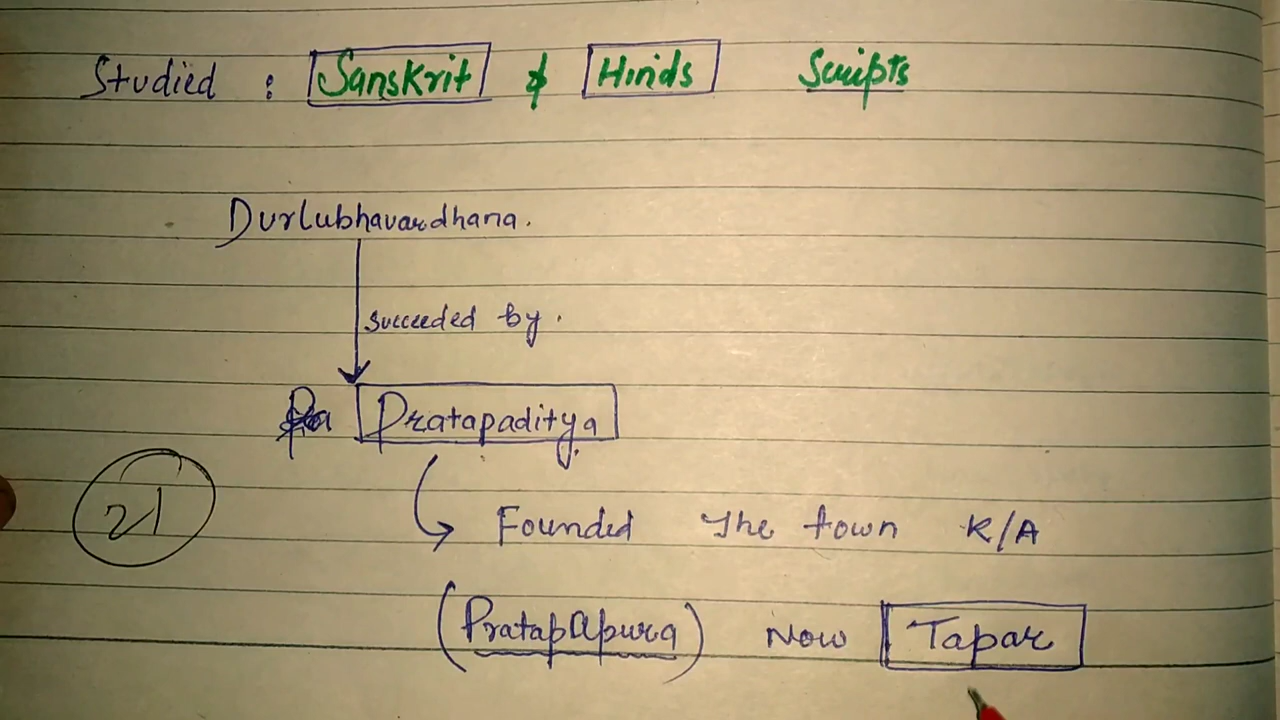 Studied : Sanskrit & Hinds Scripts
Durlubhavardhana.
succeeded by.
Pratapaditya
21
Founded the town K/A
(Pratapapura) Now Tapar